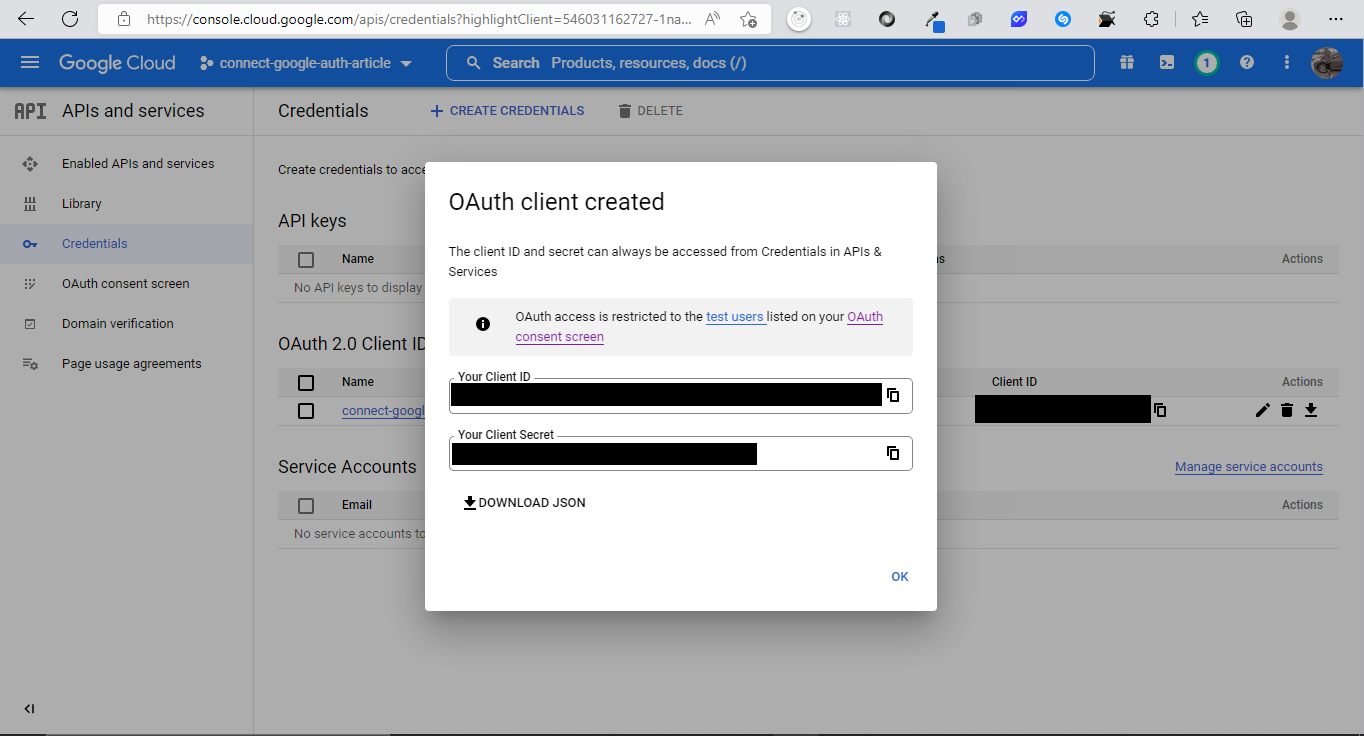 https://console.cloud.google.com/apis/credentials?highlightClient=546031162727-1na...
Google Cloud
connect-google-auth-article
Search Products, resources, docs (/)
1
API APIs and services
Credentials
CREATE CREDENTIALS
DELETE
Enabled APIs and services
Library
Credentials
OAuth consent screen
Domain verification
Page usage agreements
Create credentials to acce
API keys
Name
Actions
No API keys to display
OAuth 2.0 Client ID
Name
Client ID
Actions
connect-googl
Service Accounts
Manage service accounts
Email
Actions
No service accounts to
OAuth client created
The client ID and secret can always be accessed from Credentials in APIs &
Services
OAuth access is restricted to the test users listed on your OAuth
consent screen
Your Client ID
Your Client Secret
DOWNLOAD JSON
OK